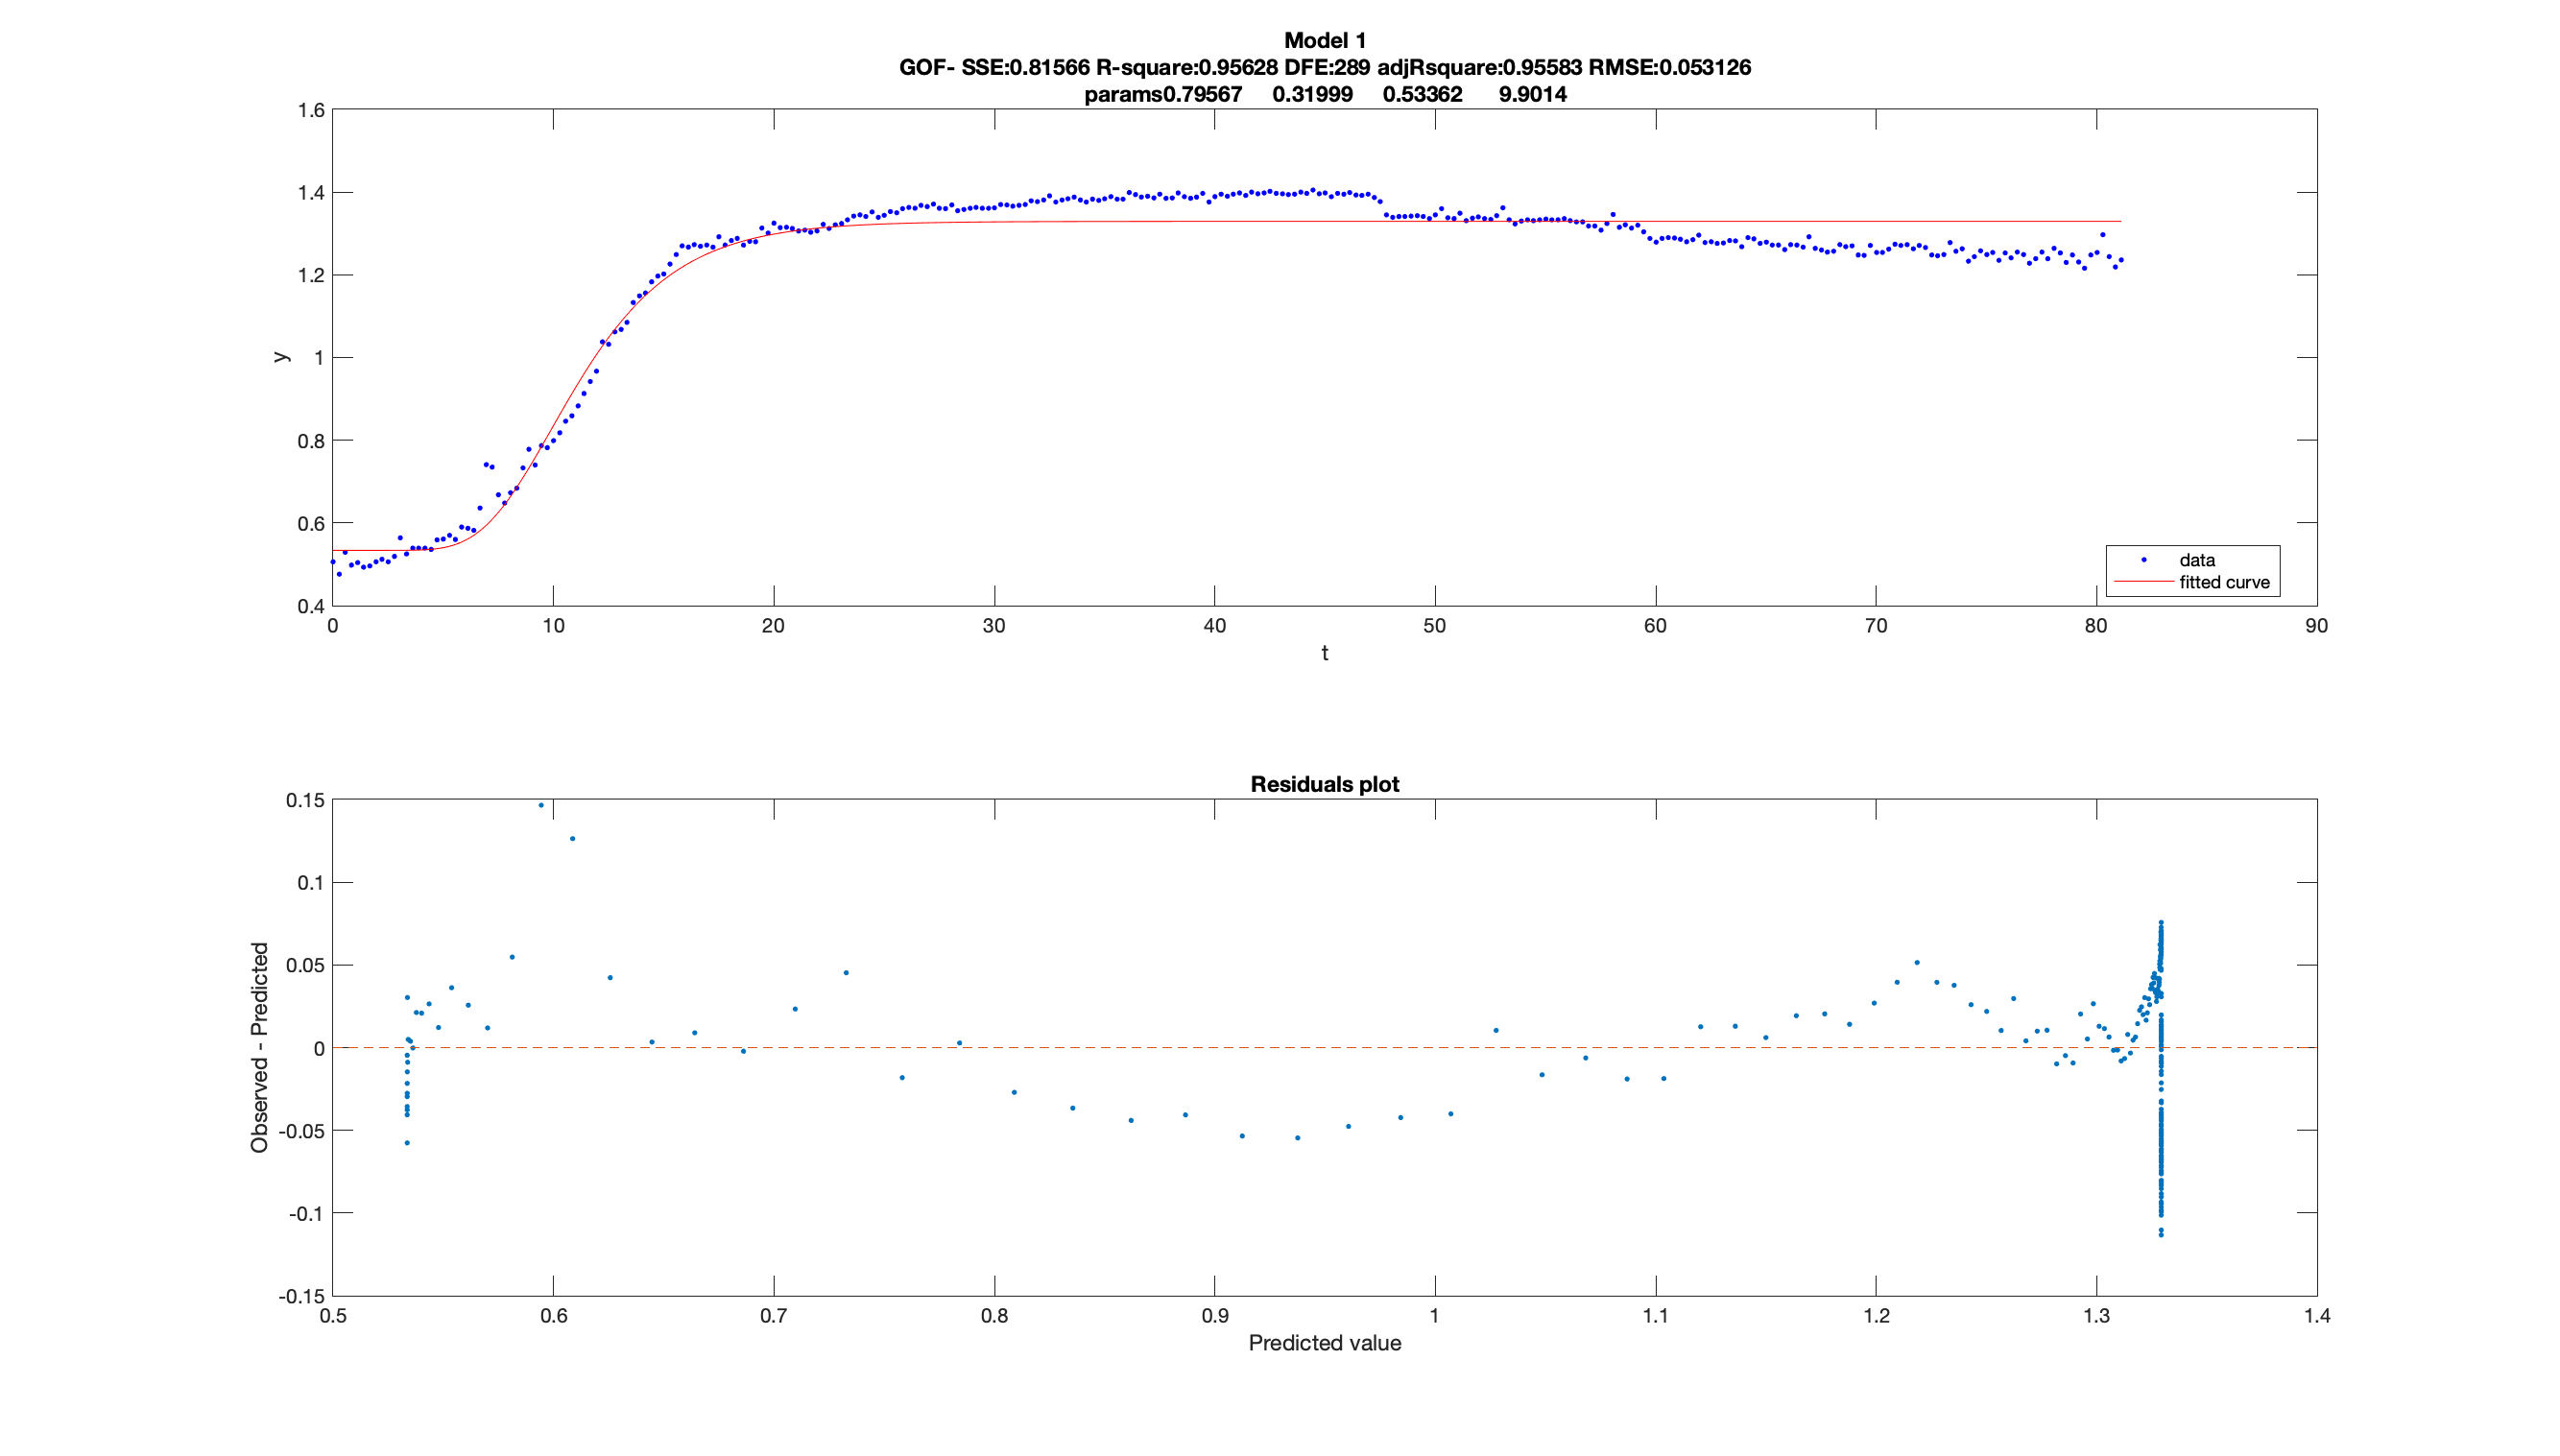 Model 1
GOF- SSE:0.81566 R-square:0.95628 DFE:289 adjRsquare:0.95583 RMSE:0.053126
params0.79567 0.31999 0.53362 9.9014
1.6
1.4
1.2
1
0.8
0.6
0.4
y
0 10 20 30 40 50 60 70 80 90
t
data
fitted curve
Residuals plot
0.15
0.1
0.05
0
-0.05
-0.1
-0.15
Observed - Predicted
0.5 0.6 0.7 0.8 0.9 1 1.1 1.2 1.3 1.4
Predicted value